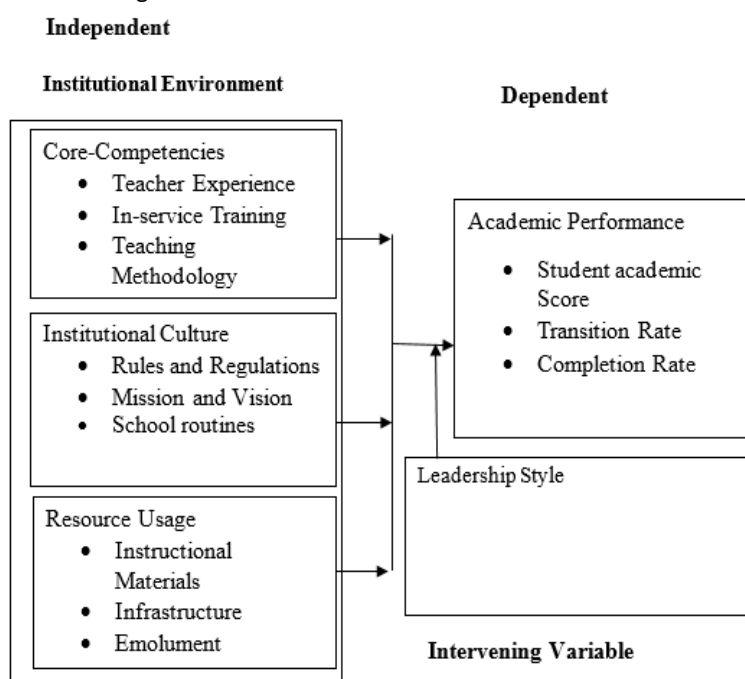 Independent
Institutional Environment
Dependent
Core-Competencies
• Teacher Experience
• In-service Training
• Teaching
Methodology
Institutional Culture
• Rules and Regulations
• Mission and Vision
• School routines
Resource Usage
• Instructional
Materials
• Infrastructure
• Emolument
Academic Performance
• Student academic
Score
• Transition Rate
• Completion Rate
Leadership Style
Intervening Variable